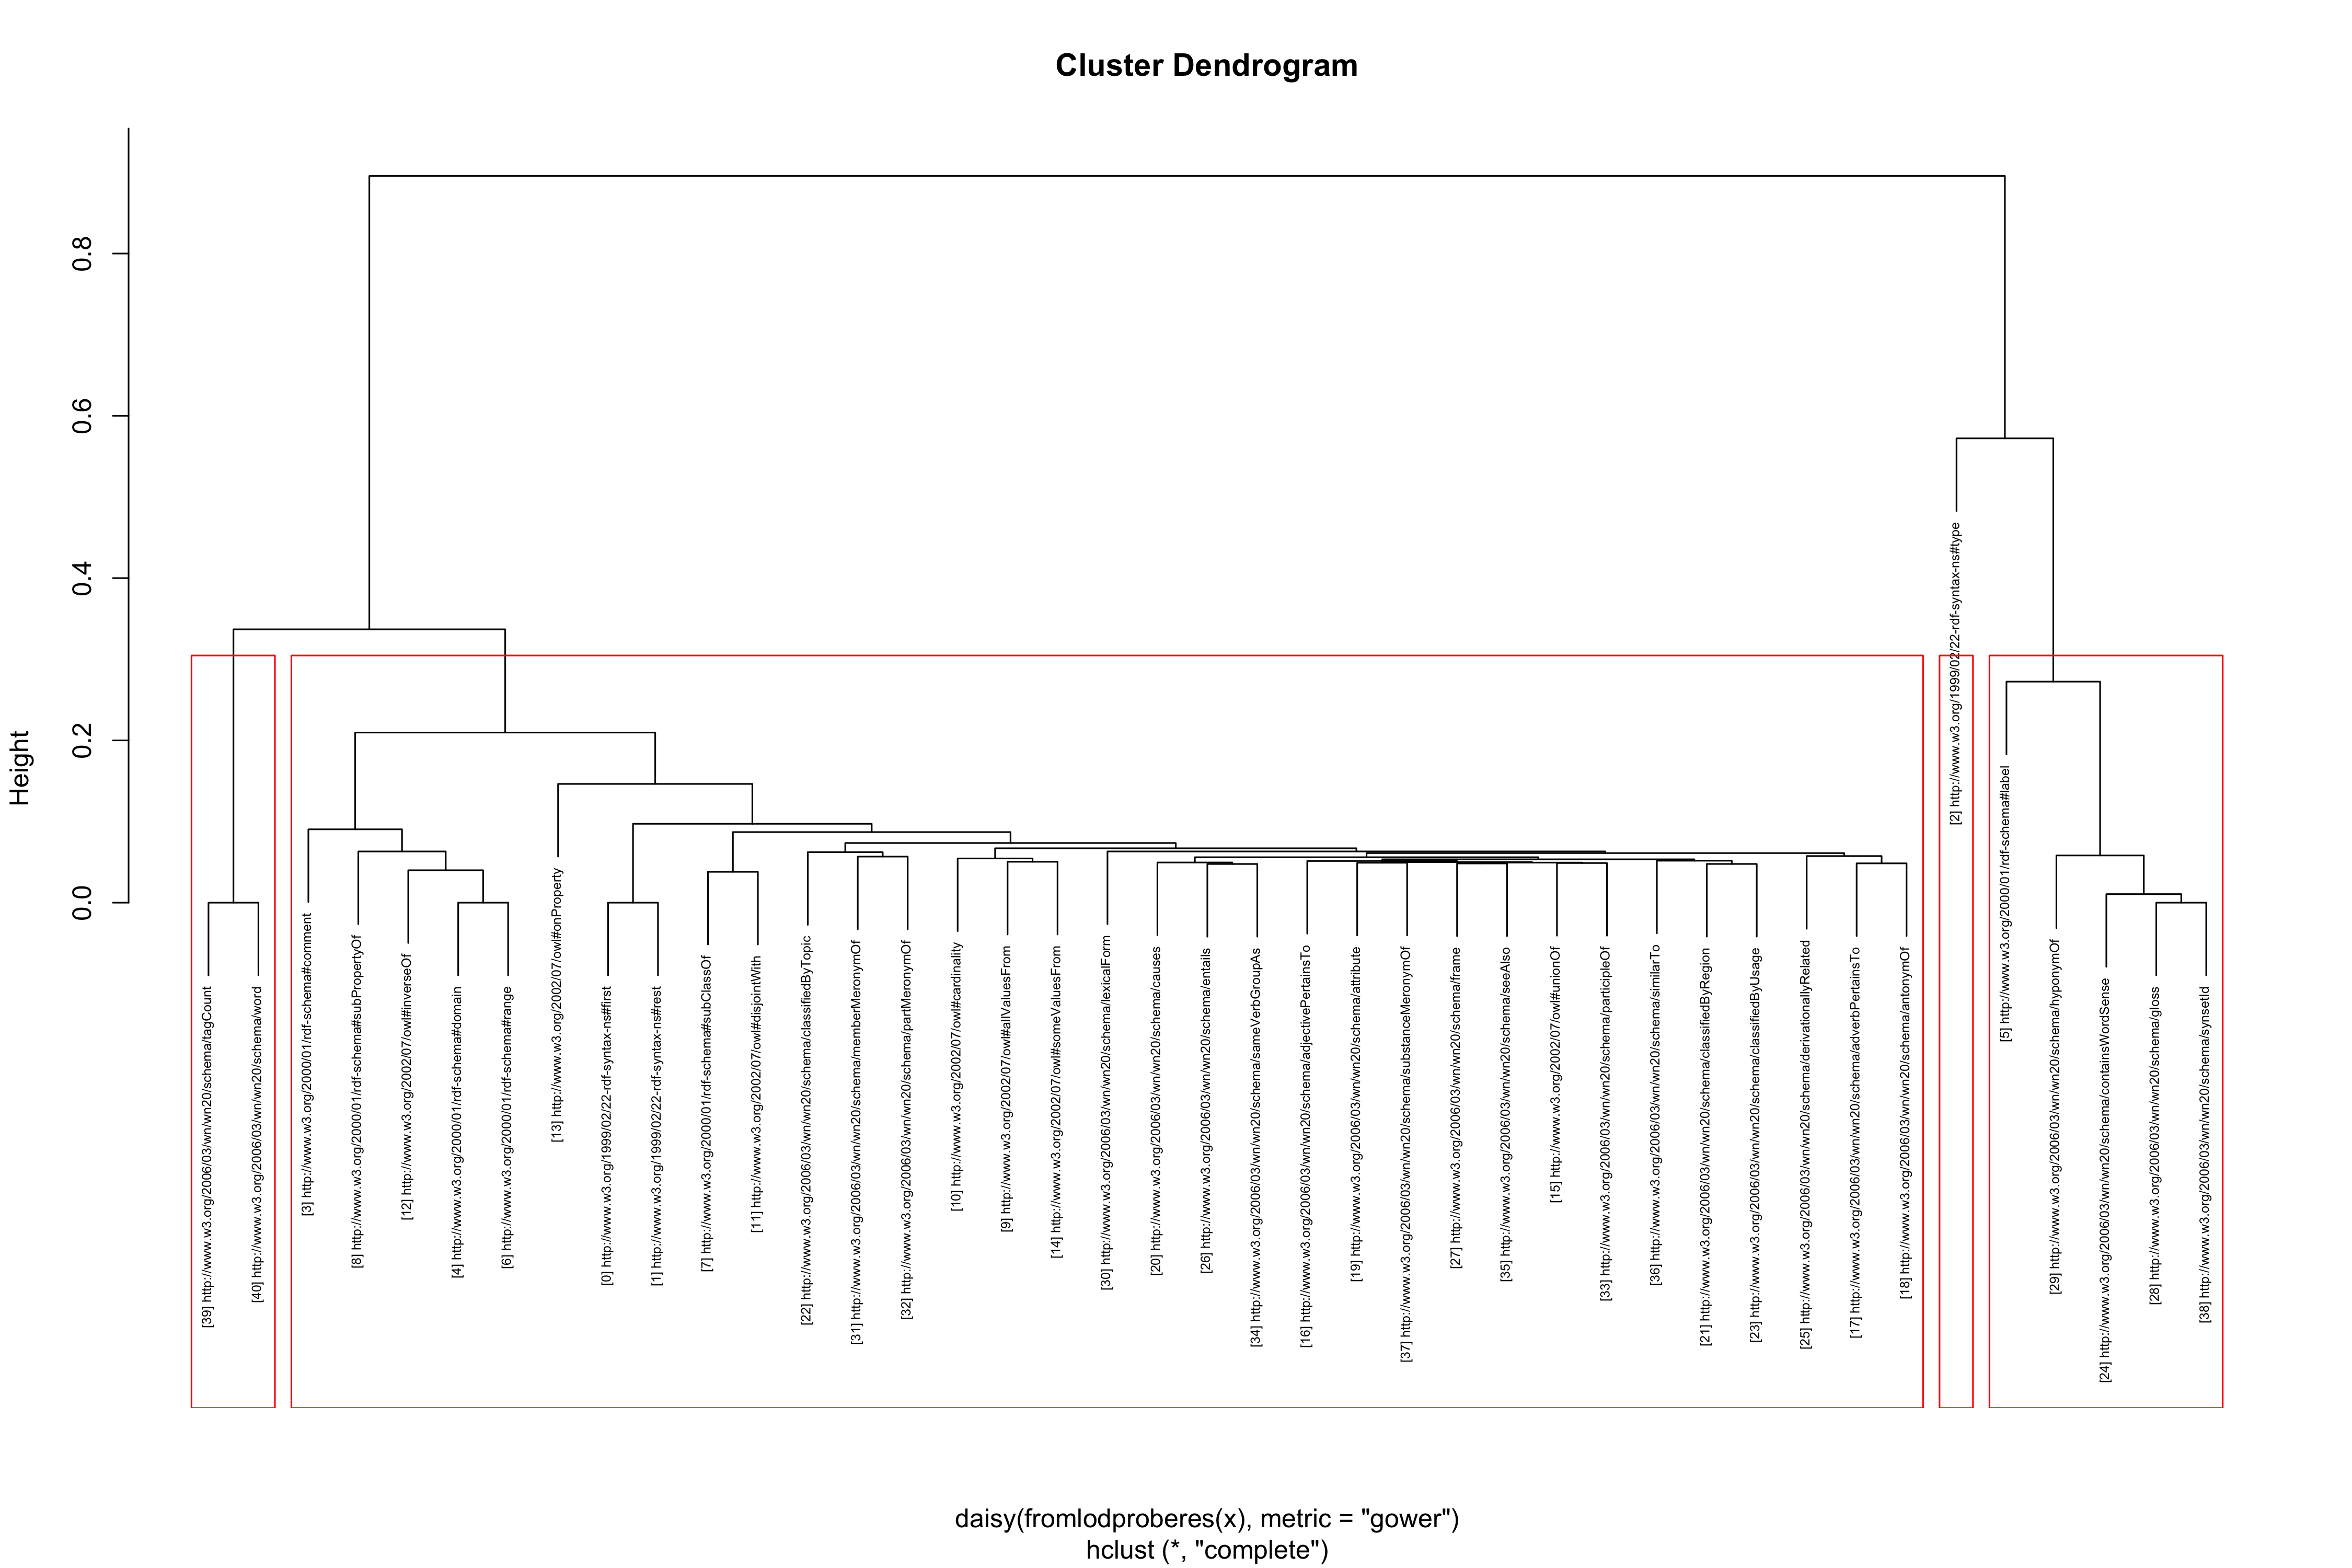 Cluster Dendrogram
Height
0.0
0.2
0.4
0.6
0.8
[39] http://www.w3.org/2006/03/wn/wn20/schema/tagCount
[40] http://www.w3.org/2006/03/wn/wn20/schema/word
[3] http://www.w3.org/2000/01/rdf-schema#comment
[8] http://www.w3.org/2000/01/rdf-schema#subPropertyOf
[12] http://www.w3.org/2002/07/owl#inverseOf
[4] http://www.w3.org/2000/01/rdf-schema#domain
[6] http://www.w3.org/2000/01/rdf-schema#range
[13] http://www.w3.org/2002/07/owl#onProperty
[0] http://www.w3.org/1999/02/22-rdf-syntax-ns#first
[1] http://www.w3.org/1999/02/22-rdf-syntax-ns#rest
[7] http://www.w3.org/2000/01/rdf-schema#subClassOf
[11] http://www.w3.org/2002/07/owl#disjointWith
[22] http://www.w3.org/2006/03/wn/wn20/schema/classifiedByTopic
[31] http://www.w3.org/2006/03/wn/wn20/schema/memberMeronymOf
[32] http://www.w3.org/2006/03/wn/wn20/schema/partMeronymOf
[10] http://www.w3.org/2002/07/owl#cardinality
[9] http://www.w3.org/2002/07/owl#allValuesFrom
[14] http://www.w3.org/2002/07/owl#someValuesFrom
[30] http://www.w3.org/2006/03/wn/wn20/schema/lexicalForm
[20] http://www.w3.org/2006/03/wn/wn20/schema/causes
[26] http://www.w3.org/2006/03/wn/wn20/schema/entails
[34] http://www.w3.org/2006/03/wn/wn20/schema/sameVerbGroupAs
[16] http://www.w3.org/2006/03/wn/wn20/schema/adjectivePertainsTo
[19] http://www.w3.org/2006/03/wn/wn20/schema/attribute
[37] http://www.w3.org/2006/03/wn/wn20/schema/substanceMeronymOf
[27] http://www.w3.org/2006/03/wn/wn20/schema/frame
[35] http://www.w3.org/2006/03/wn/wn20/schema/seeAlso
[15] http://www.w3.org/2002/07/owl#unionOf
[33] http://www.w3.org/2006/03/wn/wn20/schema/participleOf
[36] http://www.w3.org/2006/03/wn/wn20/schema/similarTo
[21] http://www.w3.org/2006/03/wn/wn20/schema/classifiedByRegion
[23] http://www.w3.org/2006/03/wn/wn20/schema/classifiedByUsage
[25] http://www.w3.org/2006/03/wn/wn20/schema/derivationallyRelated
[17] http://www.w3.org/2006/03/wn/wn20/schema/adverbPertainsTo
[18] http://www.w3.org/2006/03/wn/wn20/schema/antonymOf
[2] http://www.w3.org/1999/02/22-rdf-syntax-ns#type
[5] http://www.w3.org/2000/01/rdf-schema#label
[29] http://www.w3.org/2006/03/wn/wn20/schema/hyponymOf
[24] http://www.w3.org/2006/03/wn/wn20/schema/containsWordSense
[28] http://www.w3.org/2006/03/wn/wn20/schema/gloss
[38] http://www.w3.org/2006/03/wn/wn20/schema/synsetId
daisy(fromlodproberes(x), metric = "gower")
hclust (*, "complete")